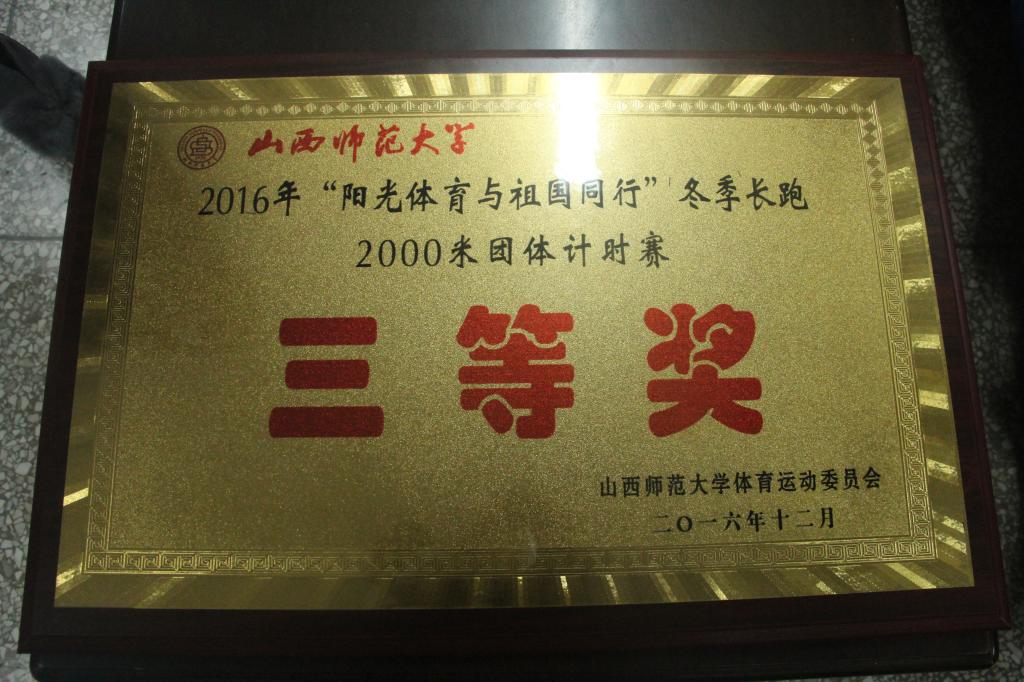 山西师范大学
2016年“阳光体育与祖国同行”冬季长跑
2000米团体计时赛
三等奖
山西师范大学体育运动委员会
二〇一六年十二月